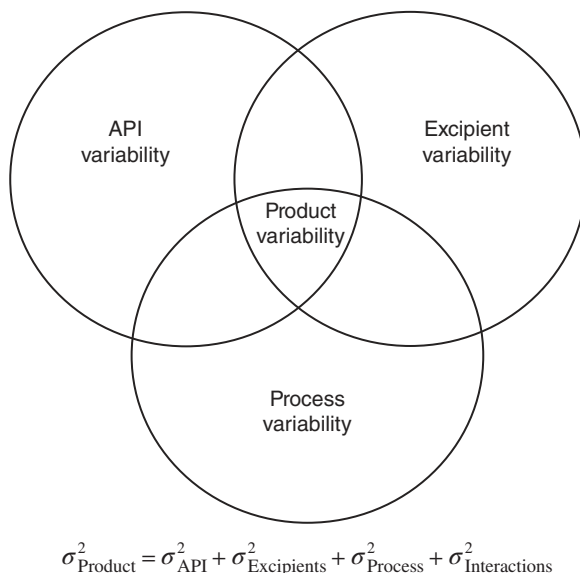 API
variability
Excipient
variability
Product
variability
Process
variability
σ²Product = σ²API + σ²Excipients + σ²Process + σ²Interactions